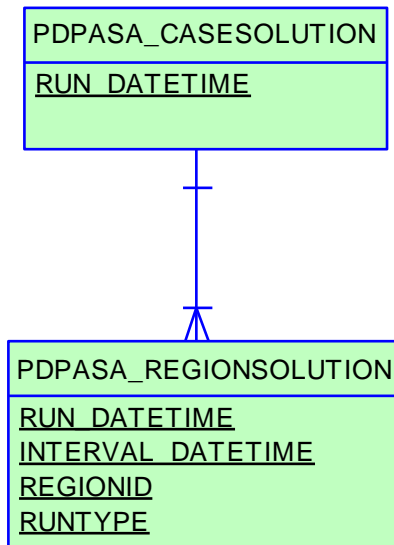 PDPASA_CASESOLUTION
RUN_DATETIME
PDPASA_REGIONSOLUTION
RUN_DATETIME
INTERVAL_DATETIME
REGIONID
RUNTYPE